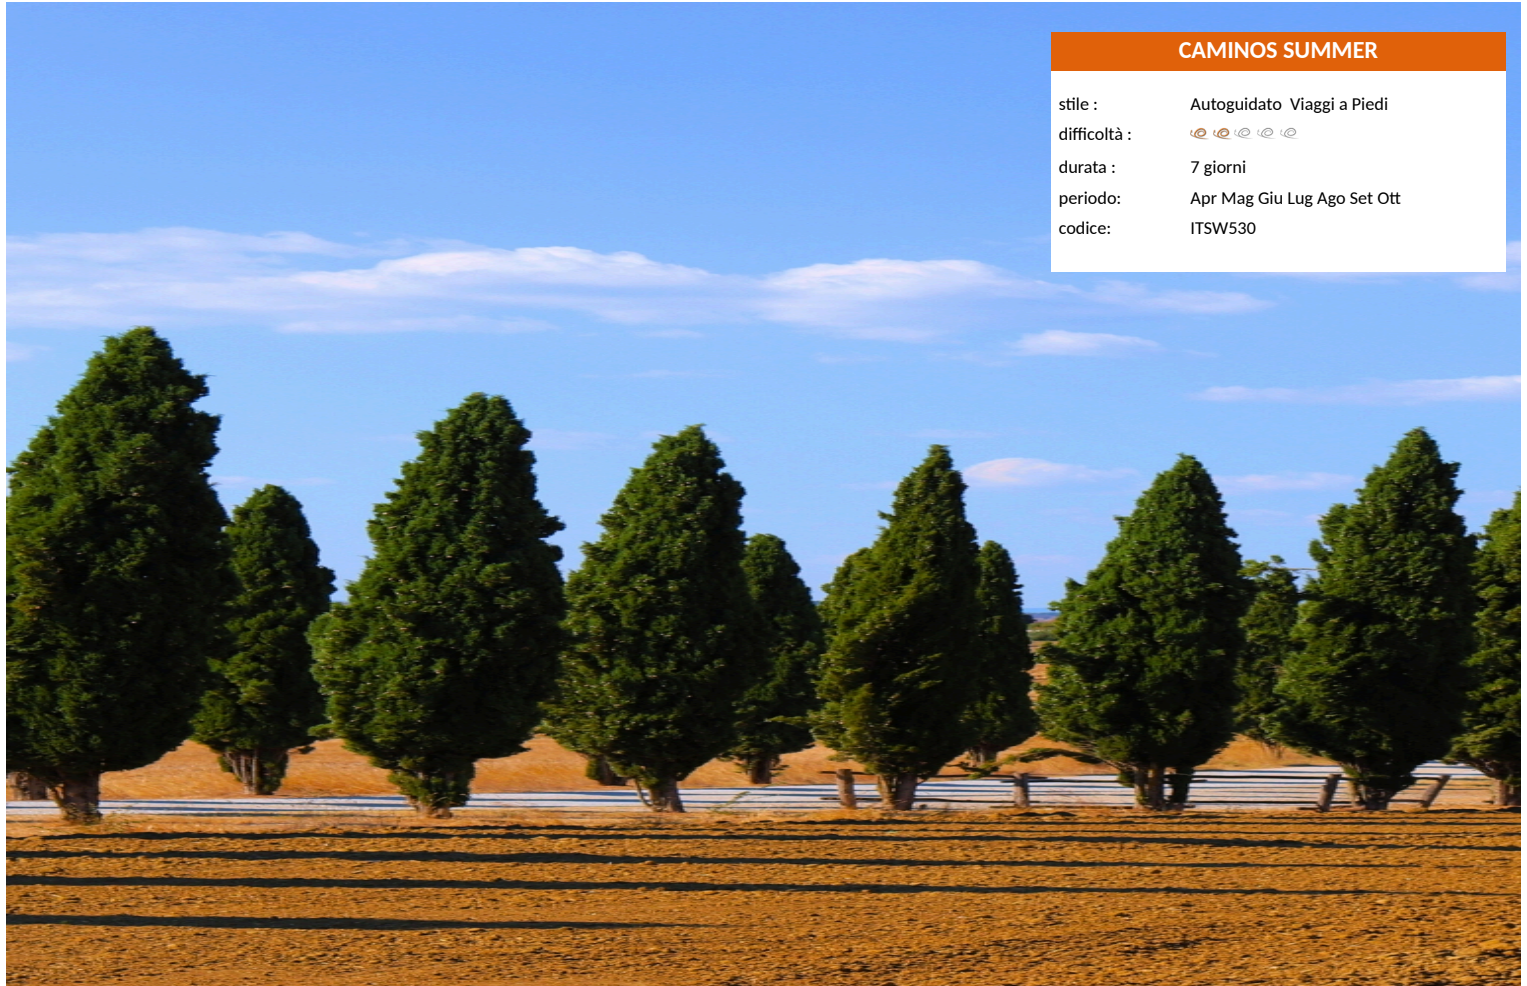 CAMINOS SUMMER
stile : Autoguidato  Viaggi a Piedi
difficoltà :
durata : 7 giorni
periodo: Apr Mag Giu Lug Ago Set Ott
codice: ITSW530